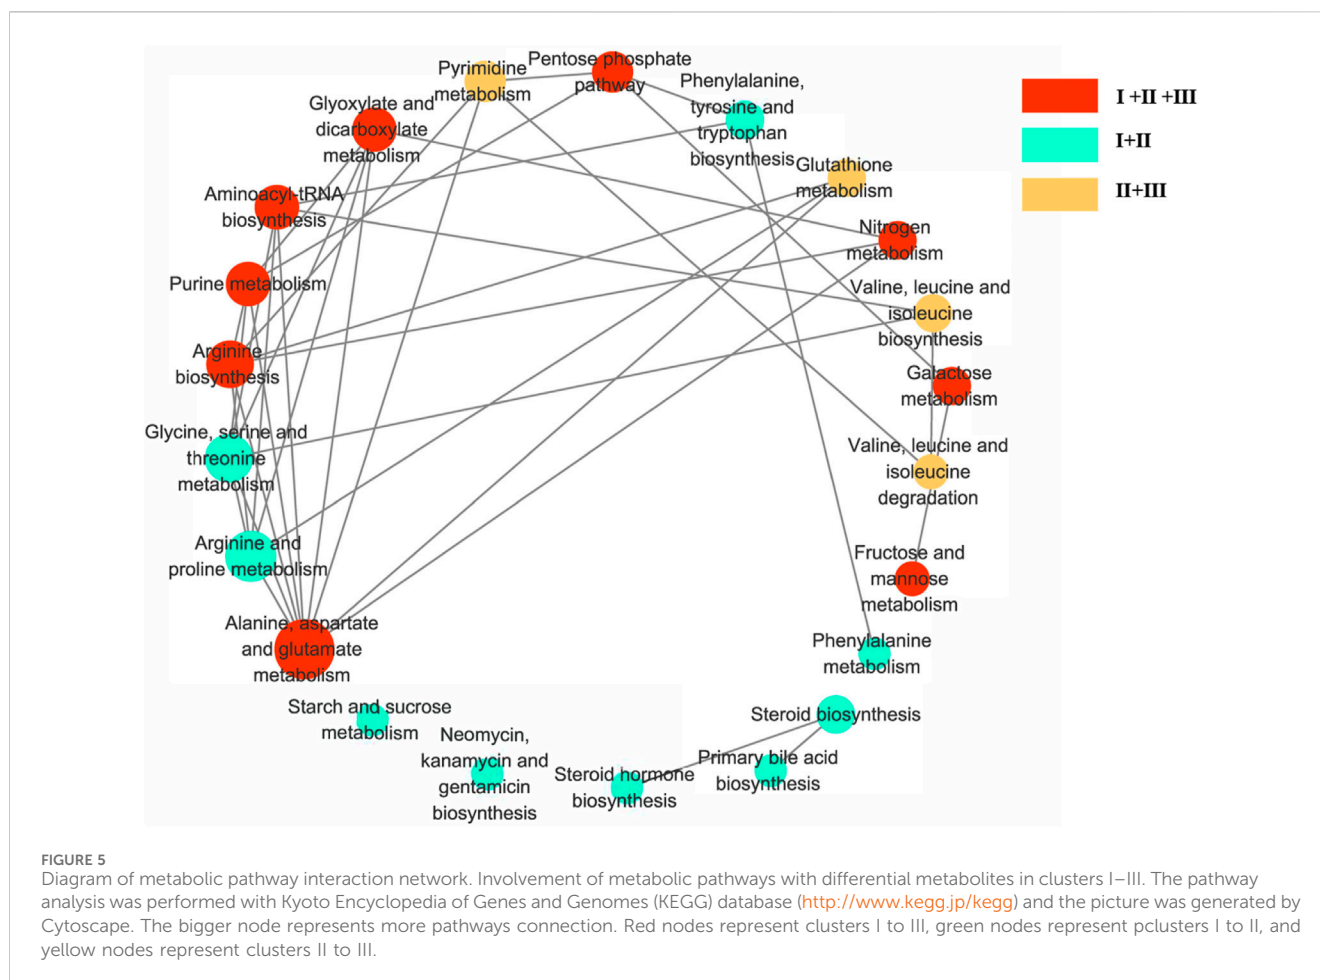 Pentose phosphate
pathway
Pyrimidine
metabolism
Phenylalanine,
tyrosine and
tryptophan
biosynthesis
Glyoxylate and
dicarboxylate
metabolism
Glutathione
metabolism
Aminoacyl-tRNA
biosynthesis
Nitrogen
metabolism
Purine metabolism
Valine, leucine and
isoleucine
biosynthesis
Arginine
biosynthesis
Galactose
metabolism
Glycine, serine and
threonine
metabolism
Valine, leucine and
isoleucine
degradation
Arginine and
proline metabolism
Fructose and
mannose
metabolism
Alanine, aspartate
and glutamate
metabolism
Phenylalanine
metabolism
Starch and sucrose
metabolism
Steroid biosynthesis
Neomycin,
kanamycin and
gentamicin
biosynthesis
Steroid hormone
biosynthesis
Primary bile acid
biosynthesis
I +II +III
I+II
II+III
FIGURE 5
Diagram of metabolic pathway interaction network. Involvement of metabolic pathways with differential metabolites in clusters I–III. The pathway
analysis was performed with Kyoto Encyclopedia of Genes and Genomes (KEGG) database (http://www.kegg.jp/kegg) and the picture was generated by
Cytoscape. The bigger node represents more pathways connection. Red nodes represent clusters I to III, green nodes represent pclusters I to II, and
yellow nodes represent clusters II to III.